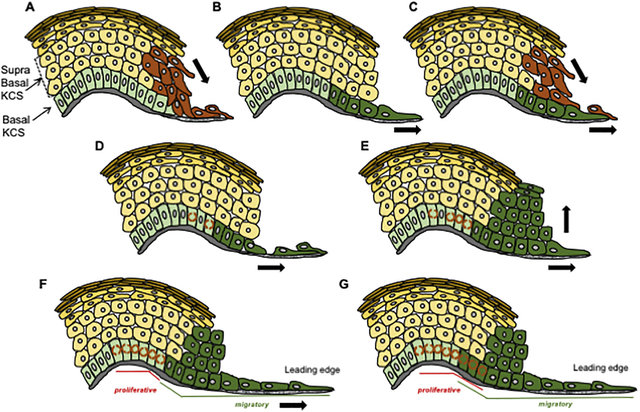 A
B
C
Supra
Basal
KCS
Basal
KCS
D
E
F
G
Leading edge
proliferative
migratory
Leading edge
proliferative
migratory